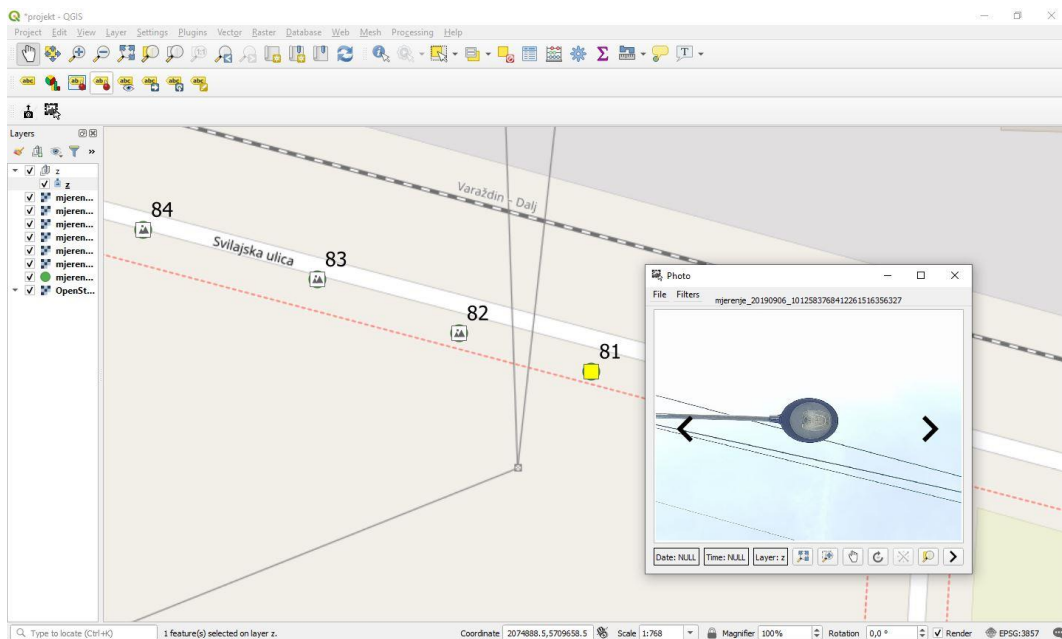 *projekt - QGIS
Project Edit View Layer Settings Plugins Vector Raster Database Web Mesh Processing Help
Layers
z
z
mjeren...
mjeren...
mjeren...
mjeren...
mjeren...
mjeren...
mjeren...
OpenSt...
Varaždin - Dalj
84
Svilajska ulica
83
82
81
Photo
File Filters
mjerenje_20190906_1012583768412261516356327
Date: NULL Time: NULL Layer: z
Type to locate (Ctrl+K) 1 feature(s) selected on layer z. Coordinate 2074888.5,5709658.5 Scale 1:768 Magnifier 100% Rotation 0,0 ° Render EPSG:3857